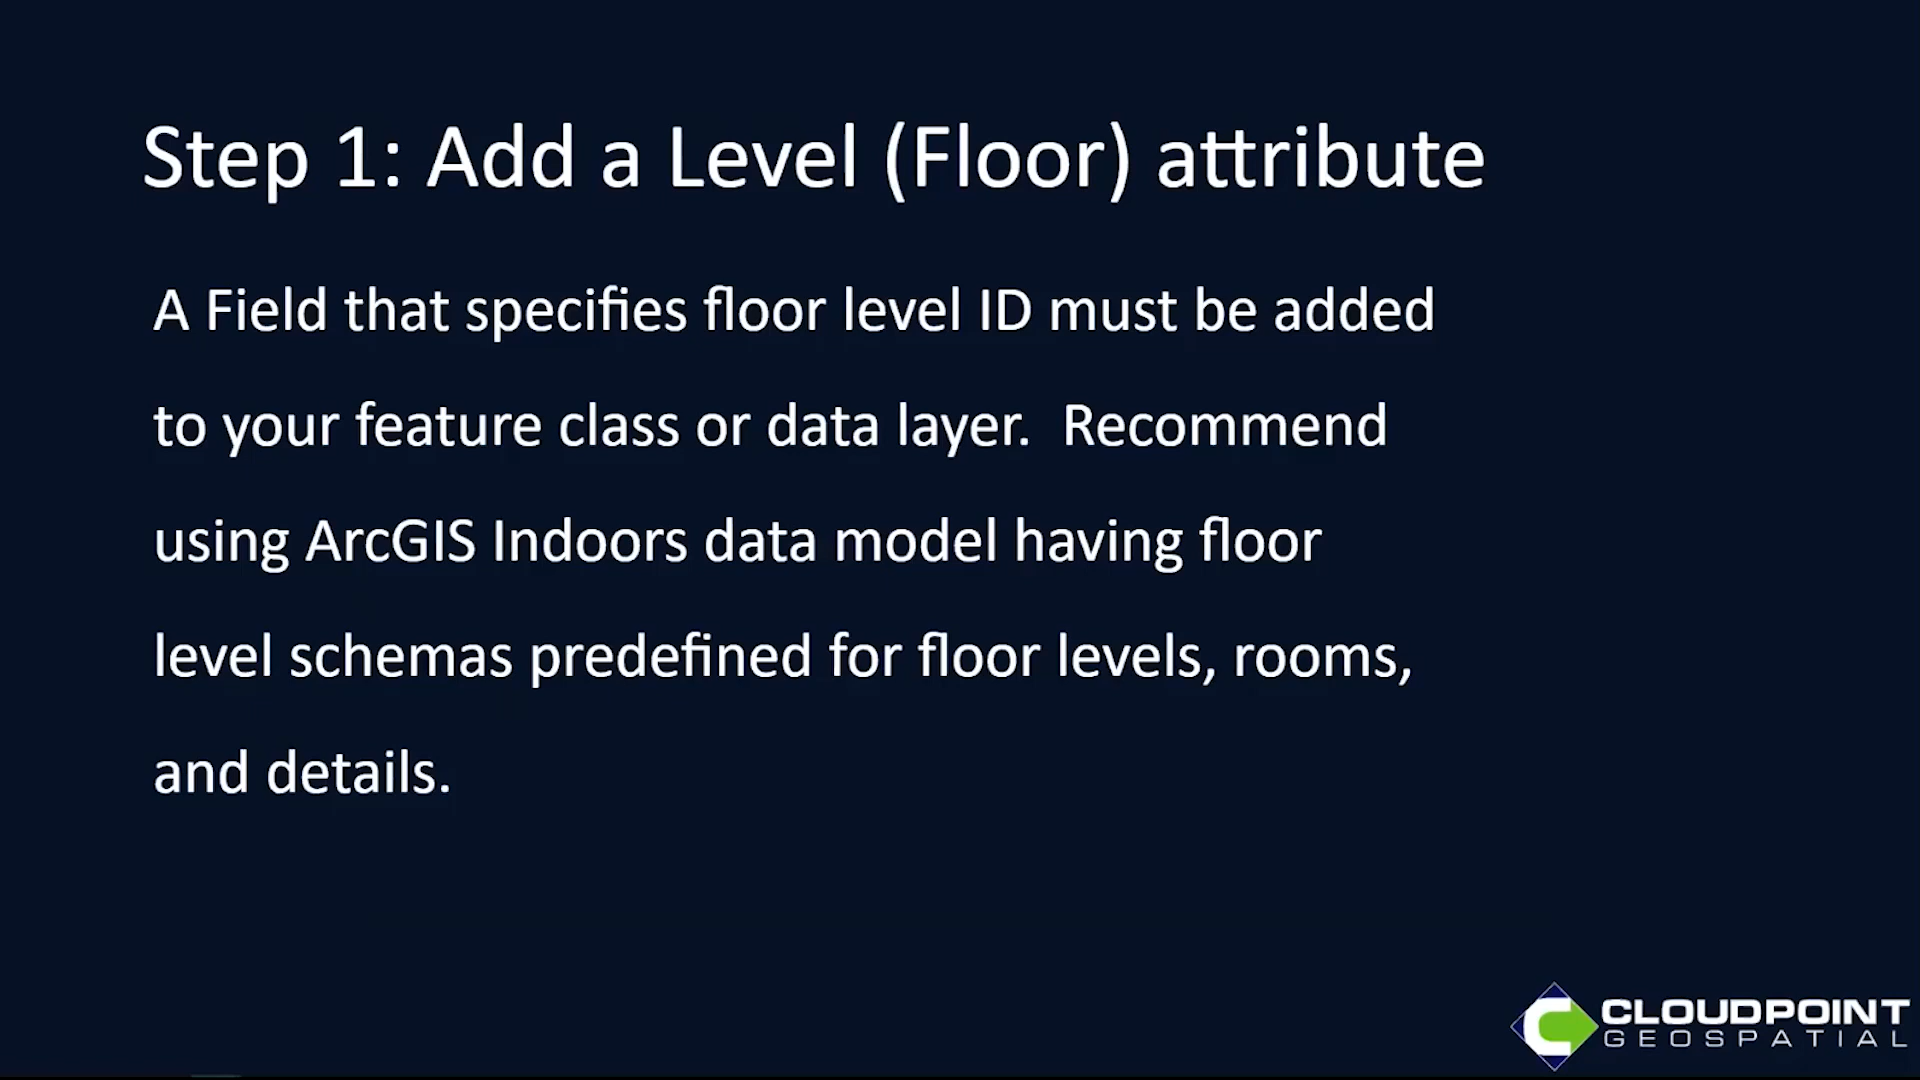 Step 1: Add a Level (Floor) attribute
A Field that specifies floor level ID must be added
to your feature class or data layer.  Recommend
using ArcGIS Indoors data model having floor
level schemas predefined for floor levels, rooms,
and details.
CLOUDPOINT
GEOSPATIAL